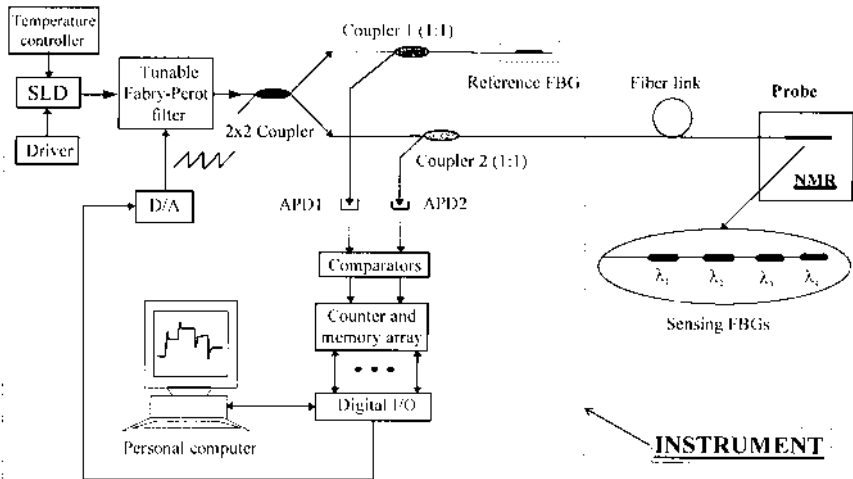 Temperature
controller
SLD
Driver
Tunable
Fabry-Perot
filter
2x2 Coupler
Coupler 1 (1:1)
Reference FBG
Fiber link
Probe
NMR
Coupler 2 (1:1)
D/A
APD1
APD2
Comparators
Counter and
memory array
Digital I/O
Personal computer
λ₁ λ₂ λ₃ λ₄
Sensing FBGs
INSTRUMENT